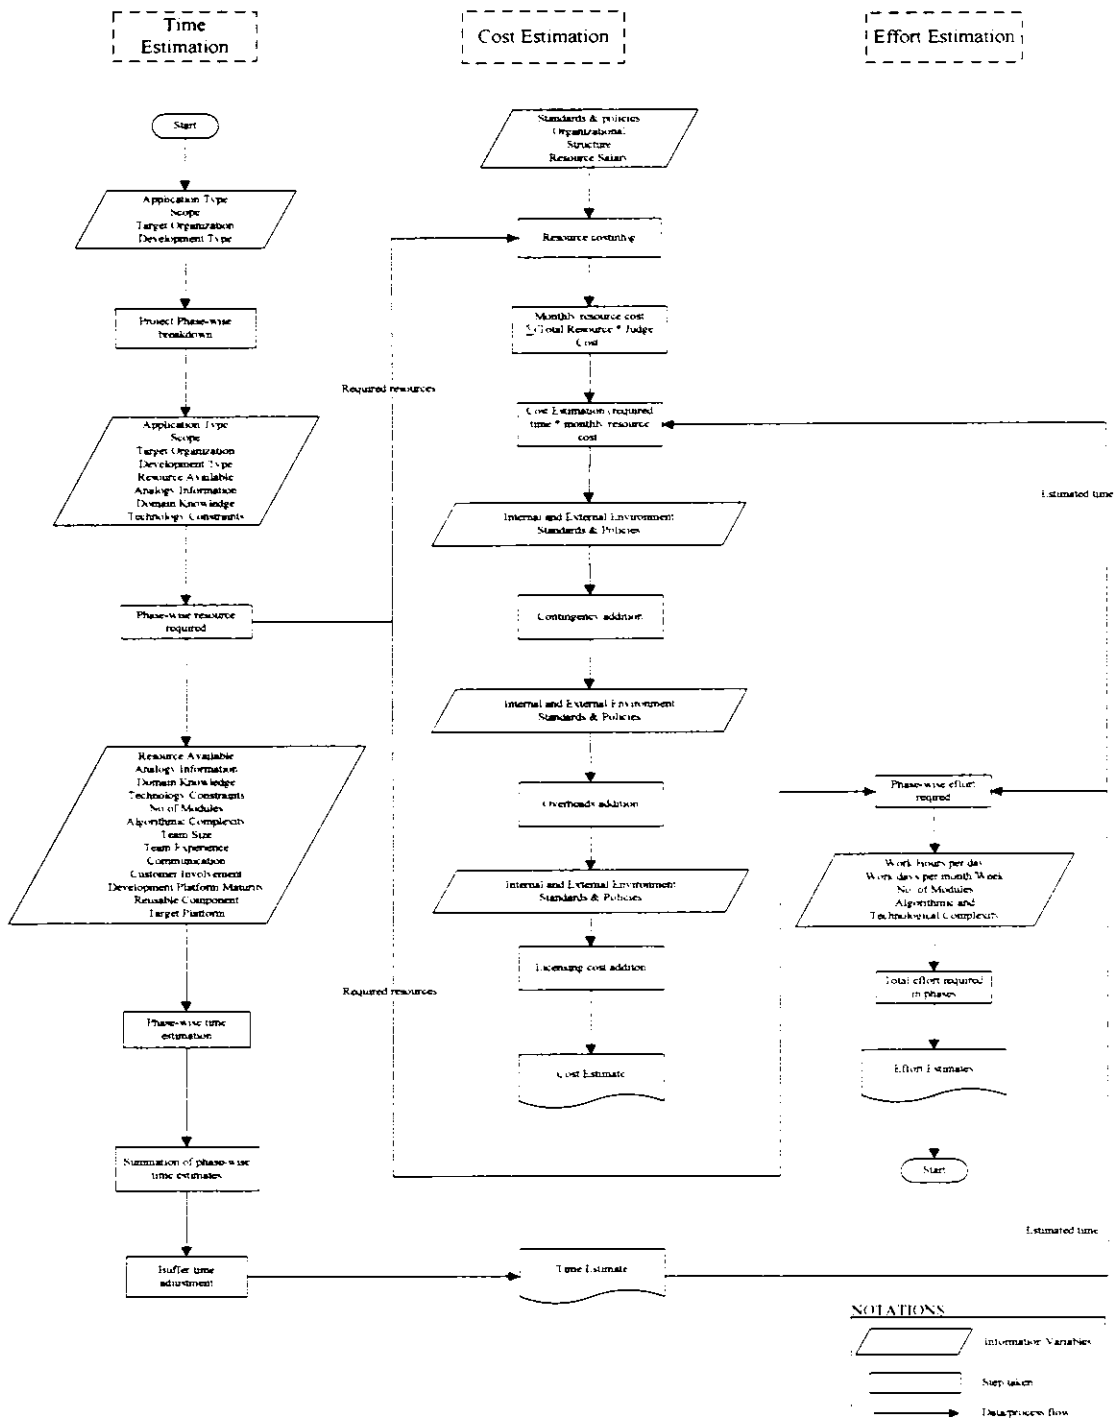 Time
Estimation
Cost Estimation
Effort Estimation
Start
Application Type
Scope
Target Organization
Development Type
Project Phase-wise
breakdown
Application Type
Scope
Target Organization
Development Type
Resource Available
Analogy Information
Domain Knowledge
Technology Constraints
Phase-wise resource
required
Resource Available
Analogy Information
Domain Knowledge
Technology Constraints
No of Modules
Algorithmic Complexity
Team Size
Team Experience
Communication
Customer Involvement
Development Platform Maturity
Reusable Component
Target Platform
Phase-wise time
estimation
Summation of phase-wise
time estimates
Buffer time
adjustment
Required resources
Required resources
Standards & policies
Organizational
Structure
Resource Salary
Resource costinhg
Monthly resource cost
∑(Total Resource * Judge
Cost
Cost Estimation (required
time * monthly resource
cost
Internal and External Environment
Standards & Policies
Contingency addition
Internal and External Environment
Standards & Policies
Overheads addition
Internal and External Environment
Standards & Policies
Licensing cost addition
Cost Estimate
Time Estimate
Estimated time
Phase-wise effort
required
Work Hours per day
Work days per month Week
No. of Modules
Algorithmic and
Technological Complexity
Total effort required
in phases
Effort Estimates
Start
Estimated time
NOTATIONS
Information Variables
Step taken
Data/process flow